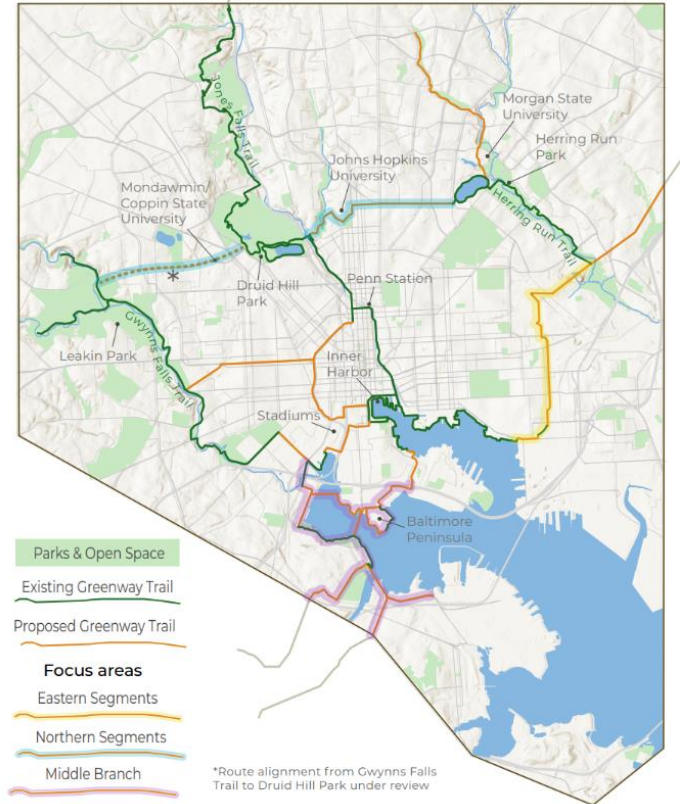 Jones Falls Trail
Morgan State
University
Herring Run
Park
Johns Hopkins
University
Mondawmin/
Coppin State
University
Herring Run Trail
*
Druid Hill
Park
Penn Station
Gwynns Falls Trail
Leakin Park
Inner
Harbor
Stadiums
Baltimore
Peninsula
Parks & Open Space
Existing Greenway Trail
Proposed Greenway Trail
Focus areas
Eastern Segments
Northern Segments
Middle Branch
*Route alignment from Gwynns Falls
Trail to Druid Hill Park under review